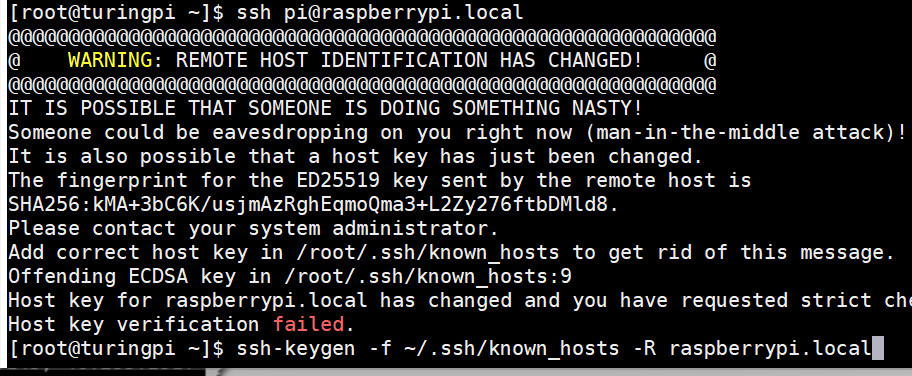 [root@turingpi ~]$ ssh pi@raspberrypi.local
@@@@@@@@@@@@@@@@@@@@@@@@@@@@@@@@@@@@@@@@@@@@@@@@@@@@@@@@@@@
@    WARNING: REMOTE HOST IDENTIFICATION HAS CHANGED!     @
@@@@@@@@@@@@@@@@@@@@@@@@@@@@@@@@@@@@@@@@@@@@@@@@@@@@@@@@@@@
IT IS POSSIBLE THAT SOMEONE IS DOING SOMETHING NASTY!
Someone could be eavesdropping on you right now (man-in-the-middle attack)!
It is also possible that a host key has just been changed.
The fingerprint for the ED25519 key sent by the remote host is
SHA256:kMA+3bC6K/usjmAzRghEqmoQma3+L2Zy276ftbDMld8.
Please contact your system administrator.
Add correct host key in /root/.ssh/known_hosts to get rid of this message.
Offending ECDSA key in /root/.ssh/known_hosts:9
Host key for raspberrypi.local has changed and you have requested strict che
Host key verification failed.
[root@turingpi ~]$ ssh-keygen -f ~/.ssh/known_hosts -R raspberrypi.local